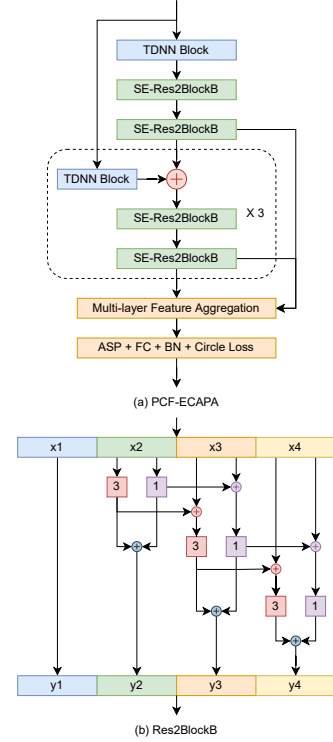 TDNN Block
SE-Res2BlockB
SE-Res2BlockB
TDNN Block
SE-Res2BlockB
X 3
SE-Res2BlockB
Multi-layer Feature Aggregation
ASP + FC + BN + Circle Loss
(a) PCF-ECAPA
x1 x2 x3 x4
3 1
3 1
3 1
y1 y2 y3 y4
(b) Res2BlockB